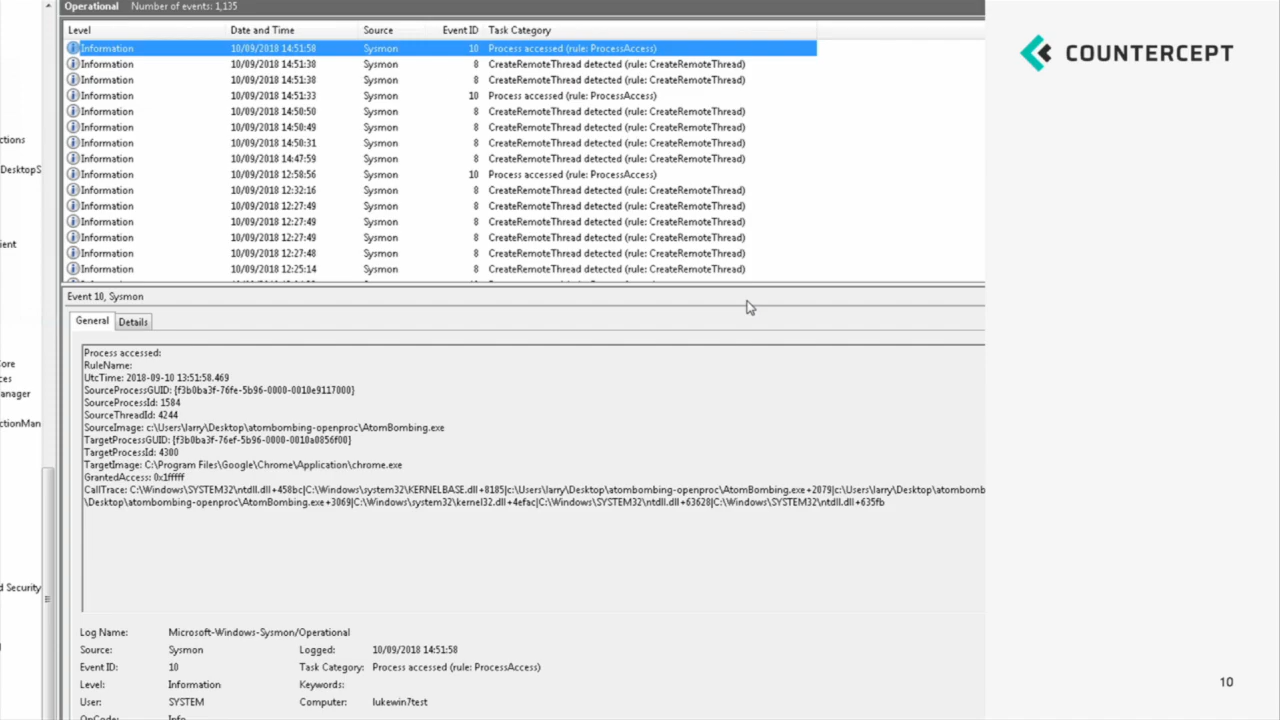 Operational Number of events: 1,135
Level Date and Time Source Event ID Task Category
Information 10/09/2018 14:51:58 Sysmon 10 Process accessed (rule: ProcessAccess)
Information 10/09/2018 14:51:38 Sysmon 8 CreateRemoteThread detected (rule: CreateRemoteThread)
Information 10/09/2018 14:51:38 Sysmon 8 CreateRemoteThread detected (rule: CreateRemoteThread)
Information 10/09/2018 14:51:33 Sysmon 10 Process accessed (rule: ProcessAccess)
Information 10/09/2018 14:50:50 Sysmon 8 CreateRemoteThread detected (rule: CreateRemoteThread)
Information 10/09/2018 14:50:49 Sysmon 8 CreateRemoteThread detected (rule: CreateRemoteThread)
Information 10/09/2018 14:50:31 Sysmon 8 CreateRemoteThread detected (rule: CreateRemoteThread)
Information 10/09/2018 14:47:59 Sysmon 8 CreateRemoteThread detected (rule: CreateRemoteThread)
Information 10/09/2018 12:58:56 Sysmon 10 Process accessed (rule: ProcessAccess)
Information 10/09/2018 12:32:16 Sysmon 8 CreateRemoteThread detected (rule: CreateRemoteThread)
Information 10/09/2018 12:27:49 Sysmon 8 CreateRemoteThread detected (rule: CreateRemoteThread)
Information 10/09/2018 12:27:49 Sysmon 8 CreateRemoteThread detected (rule: CreateRemoteThread)
Information 10/09/2018 12:27:49 Sysmon 8 CreateRemoteThread detected (rule: CreateRemoteThread)
Information 10/09/2018 12:27:48 Sysmon 8 CreateRemoteThread detected (rule: CreateRemoteThread)
Information 10/09/2018 12:25:14 Sysmon 8 CreateRemoteThread detected (rule: CreateRemoteThread)
Event 10, Sysmon
General Details
Process accessed:
RuleName:
UtcTime: 2018-09-10 13:51:58.469
SourceProcessGUID: {f3b0ba3f-76fe-5b96-0000-0010e9117000}
SourceProcessId: 1584
SourceThreadId: 4244
SourceImage: c:\Users\larry\Desktop\atombombing-openproc\AtomBombing.exe
TargetProcessGUID: {f3b0ba3f-76ef-5b96-0000-0010a0856f00}
TargetProcessId: 4300
TargetImage: C:\Program Files\Google\Chrome\Application\chrome.exe
GrantedAccess: 0x1fffff
CallTrace: C:\Windows\SYSTEM32\ntdll.dll+458bc|C:\Windows\system32\KERNELBASE.dll+8185|c:\Users\larry\Desktop\atombombing-openproc\AtomBombing.exe+2079|c:\Users\larry\Desktop\atomb
\Desktop\atombombing-openproc\AtomBombing.exe+3069|C:\Windows\system32\kernel32.dll+4efac|C:\Windows\SYSTEM32\ntdll.dll+63628|C:\Windows\SYSTEM32\ntdll.dll+635fb
Log Name: Microsoft-Windows-Sysmon/Operational
Source: Sysmon Logged: 10/09/2018 14:51:58
Event ID: 10 Task Category: Process accessed (rule: ProcessAccess)
Level: Information Keywords:
User: SYSTEM Computer: lukewin7test
OpCode: Info
ctions
DesktopS
ient
ore
ces
anager
ctionMan
d Security
COUNTERCEPT
10